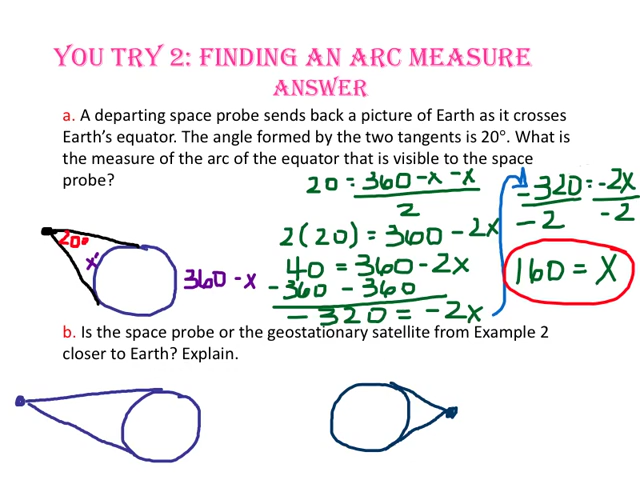 YOU TRY 2: FINDING AN ARC MEASURE
ANSWER
a. A departing space probe sends back a picture of Earth as it crosses
Earth's equator. The angle formed by the two tangents is 20°. What is
the measure of the arc of the equator that is visible to the space
probe?
20 = 360 - x - x / 2
2(20) = 360 - 2x
40 = 360 - 2x
- 360 - 360
- 320 = - 2x
- 320 = - 2x
- 2 - 2
160 = x
20°
x°
360 - x
b. Is the space probe or the geostationary satellite from Example 2
closer to Earth? Explain.